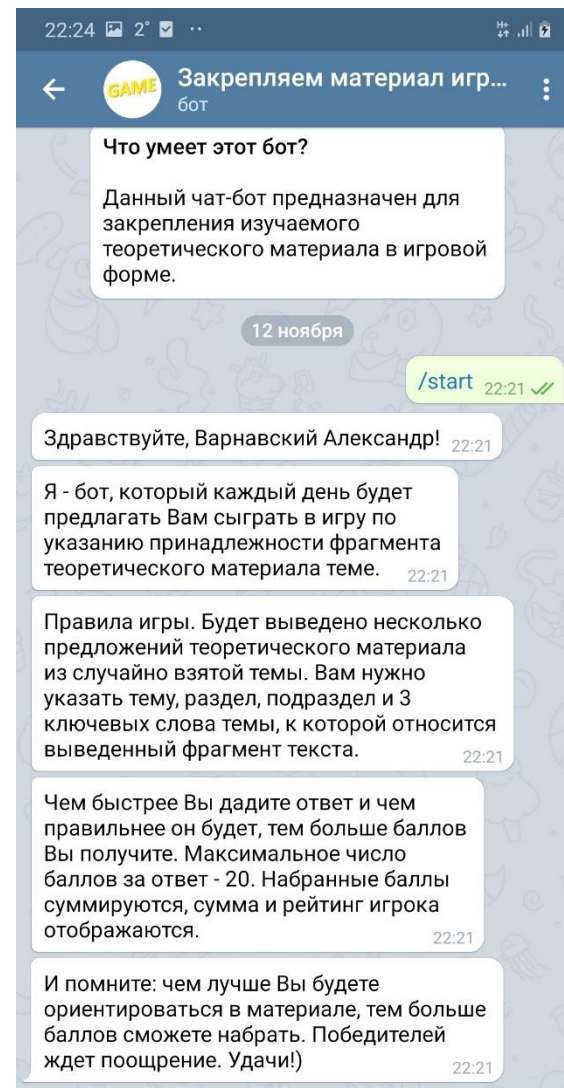 22:24 2°
GAME
Закрепляем материал игр...
бот
Что умеет этот бот?
Данный чат-бот предназначен для
закрепления изучаемого
теоретического материала в игровой
форме.
12 ноября
/start 22:21
Здравствуйте, Варнавский Александр! 22:21
Я - бот, который каждый день будет
предлагать Вам сыграть в игру по
указанию принадлежности фрагмента
теоретического материала теме. 22:21
Правила игры. Будет выведено несколько
предложений теоретического материала
из случайно взятой темы. Вам нужно
указать тему, раздел, подраздел и 3
ключевых слова темы, к которой относится
выведенный фрагмент текста. 22:21
Чем быстрее Вы дадите ответ и чем
правильнее он будет, тем больше баллов
Вы получите. Максимальное число
баллов за ответ - 20. Набранные баллы
суммируются, сумма и рейтинг игрока
отображаются. 22:21
И помните: чем лучше Вы будете
ориентироваться в материале, тем больше
баллов сможете набрать. Победителей
ждет поощрение. Удачи!) 22:21